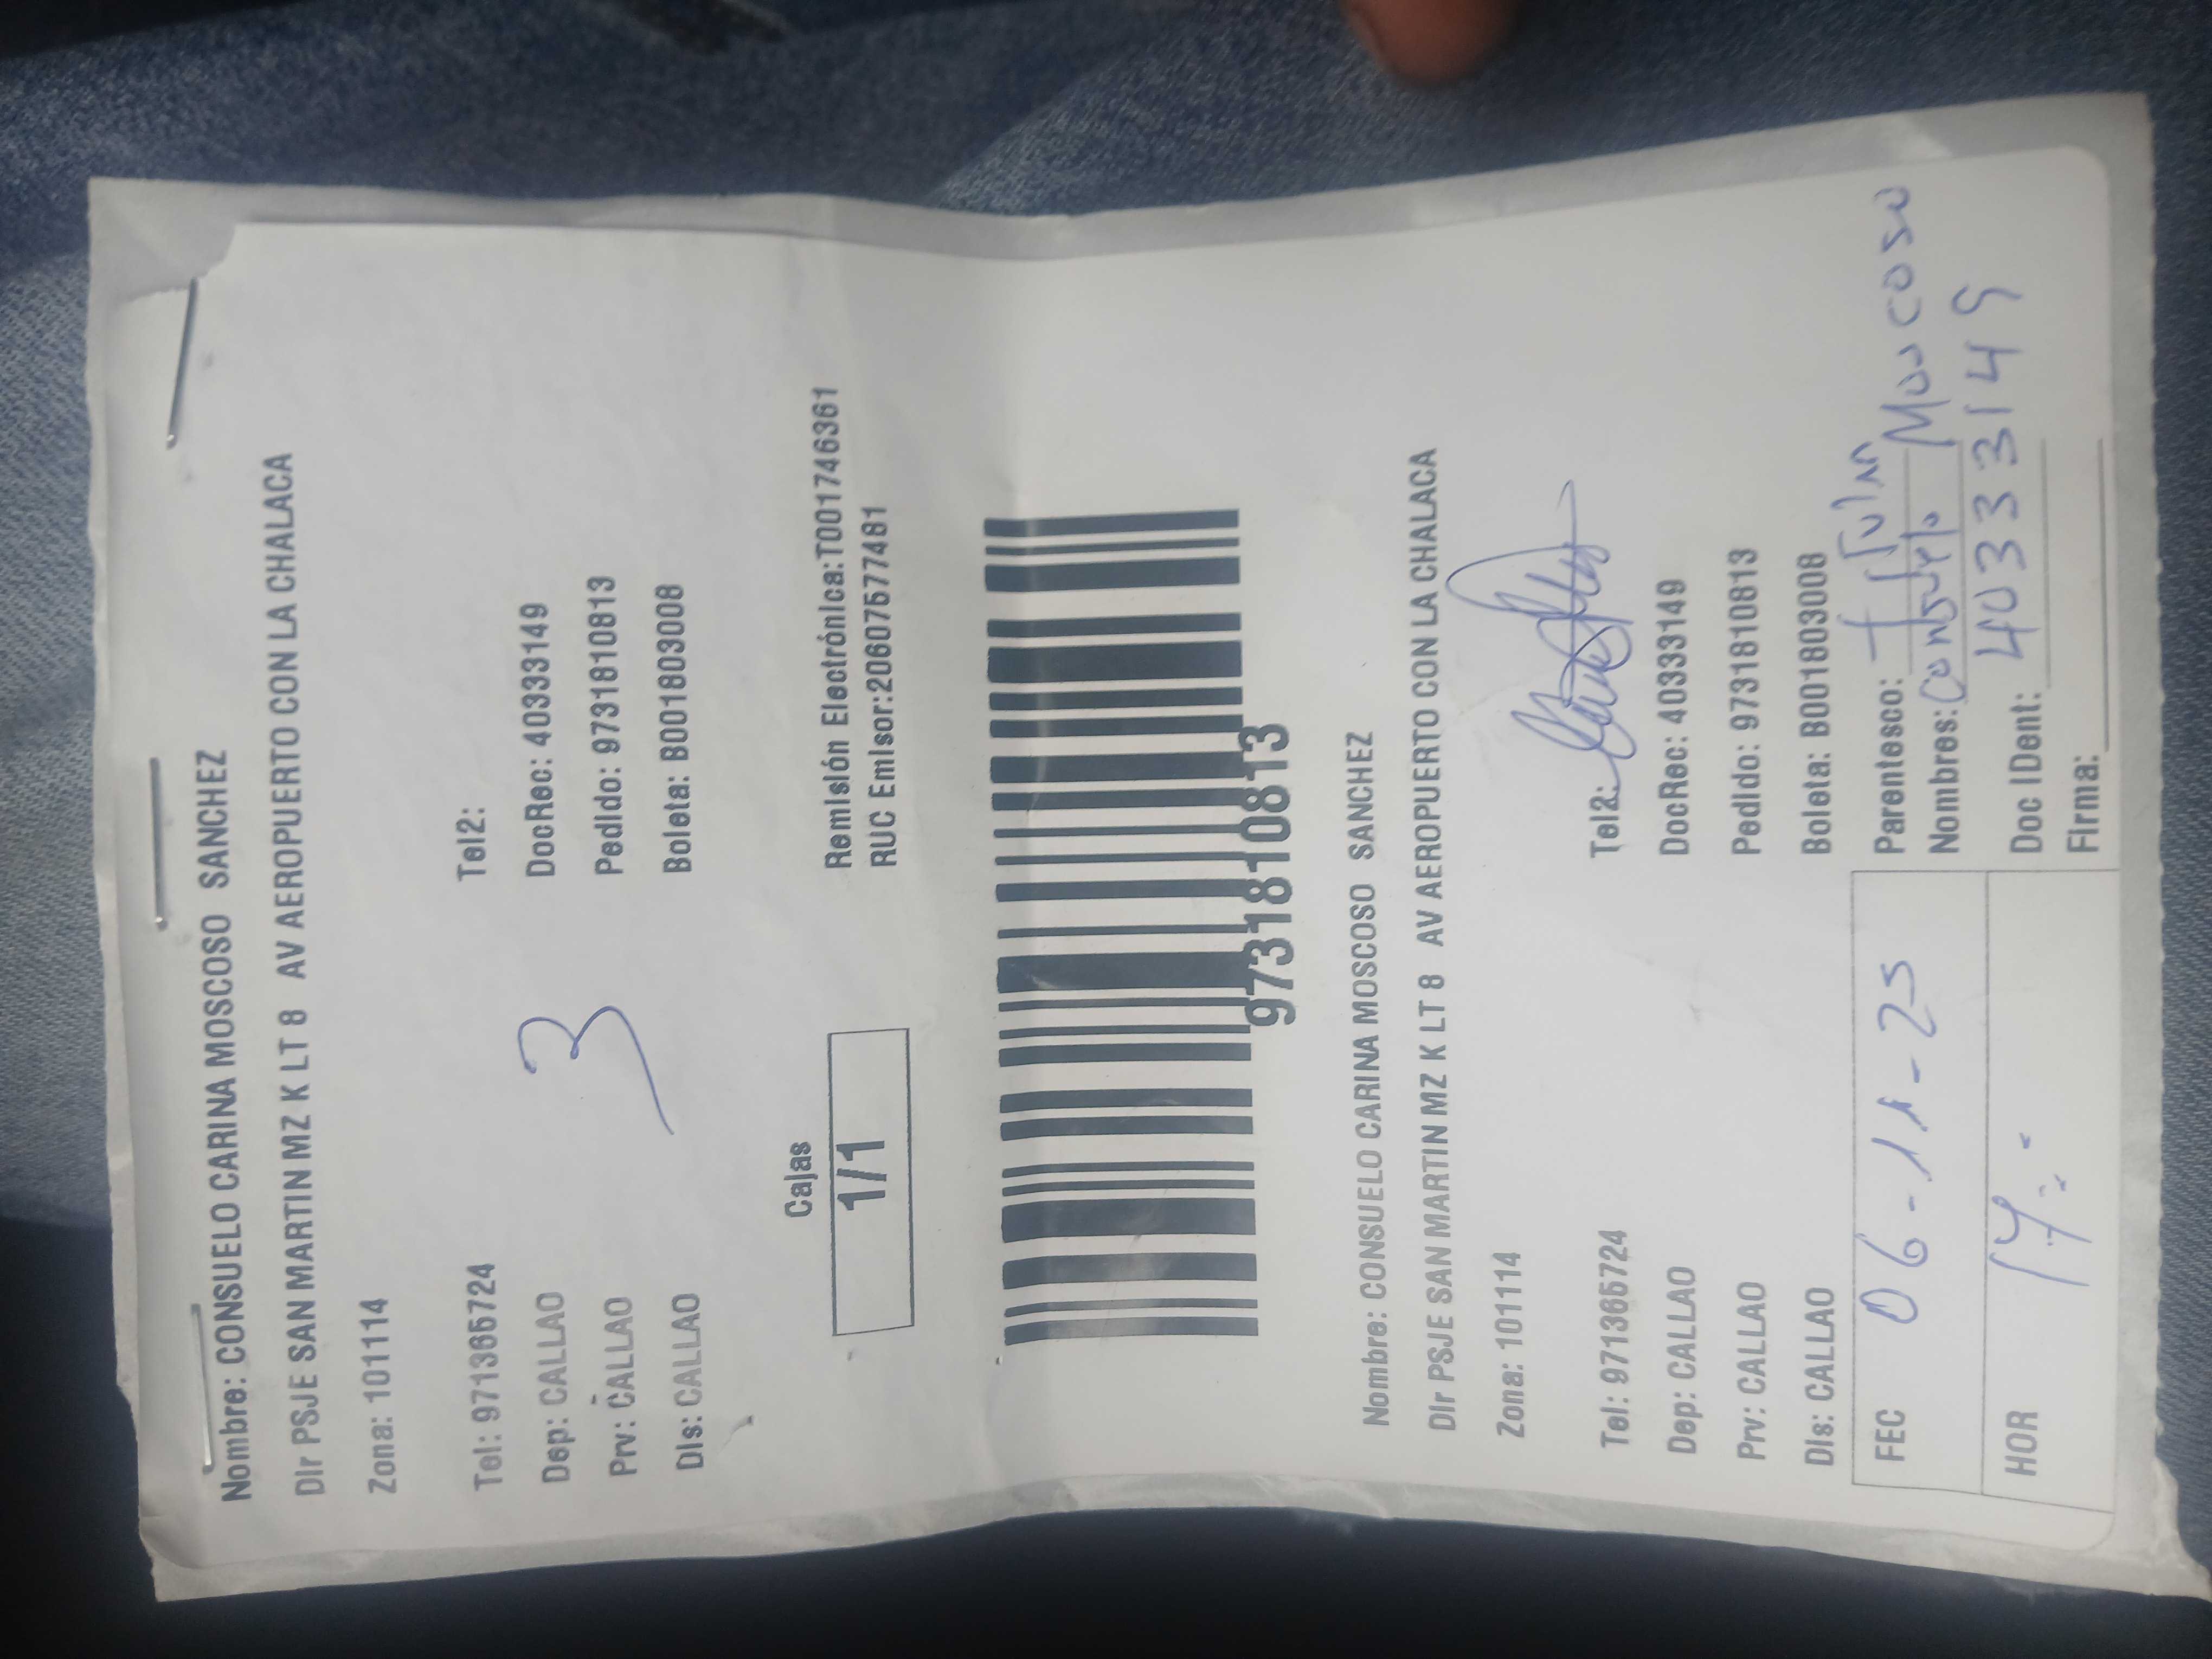 Nombre: CONSUELO CARINA MOSCOSO SANCHEZ
Dir PSJE SAN MARTIN MZ K LT 8 AV AEROPUERTO CON LA CHALACA
Zona: 101114
Tel: 971365724 Tel2:
Dep: CALLAO DocRec: 40333149
Prv: CALLAO Pedido: 9731810813
Dis: CALLAO Boleta: B001803008
3
Cajas
1/1
Remisión Electrónica:T001746361
RUC Emisor:20607577481
9731810813
Nombre: CONSUELO CARINA MOSCOSO SANCHEZ
Dir PSJE SAN MARTIN MZ K LT 8 AV AEROPUERTO CON LA CHALACA
Zona: 101114
Tel: 971365724 Tel2:
Dep: CALLAO DocRec: 40333149
Prv: CALLAO Pedido: 9731810813
Dis: CALLAO Boleta: B001803008
FEC 06-11-25 Parentesco:
Nombres: Consuelo Moscoso
HOR Doc IDent: 40333149
Firma: